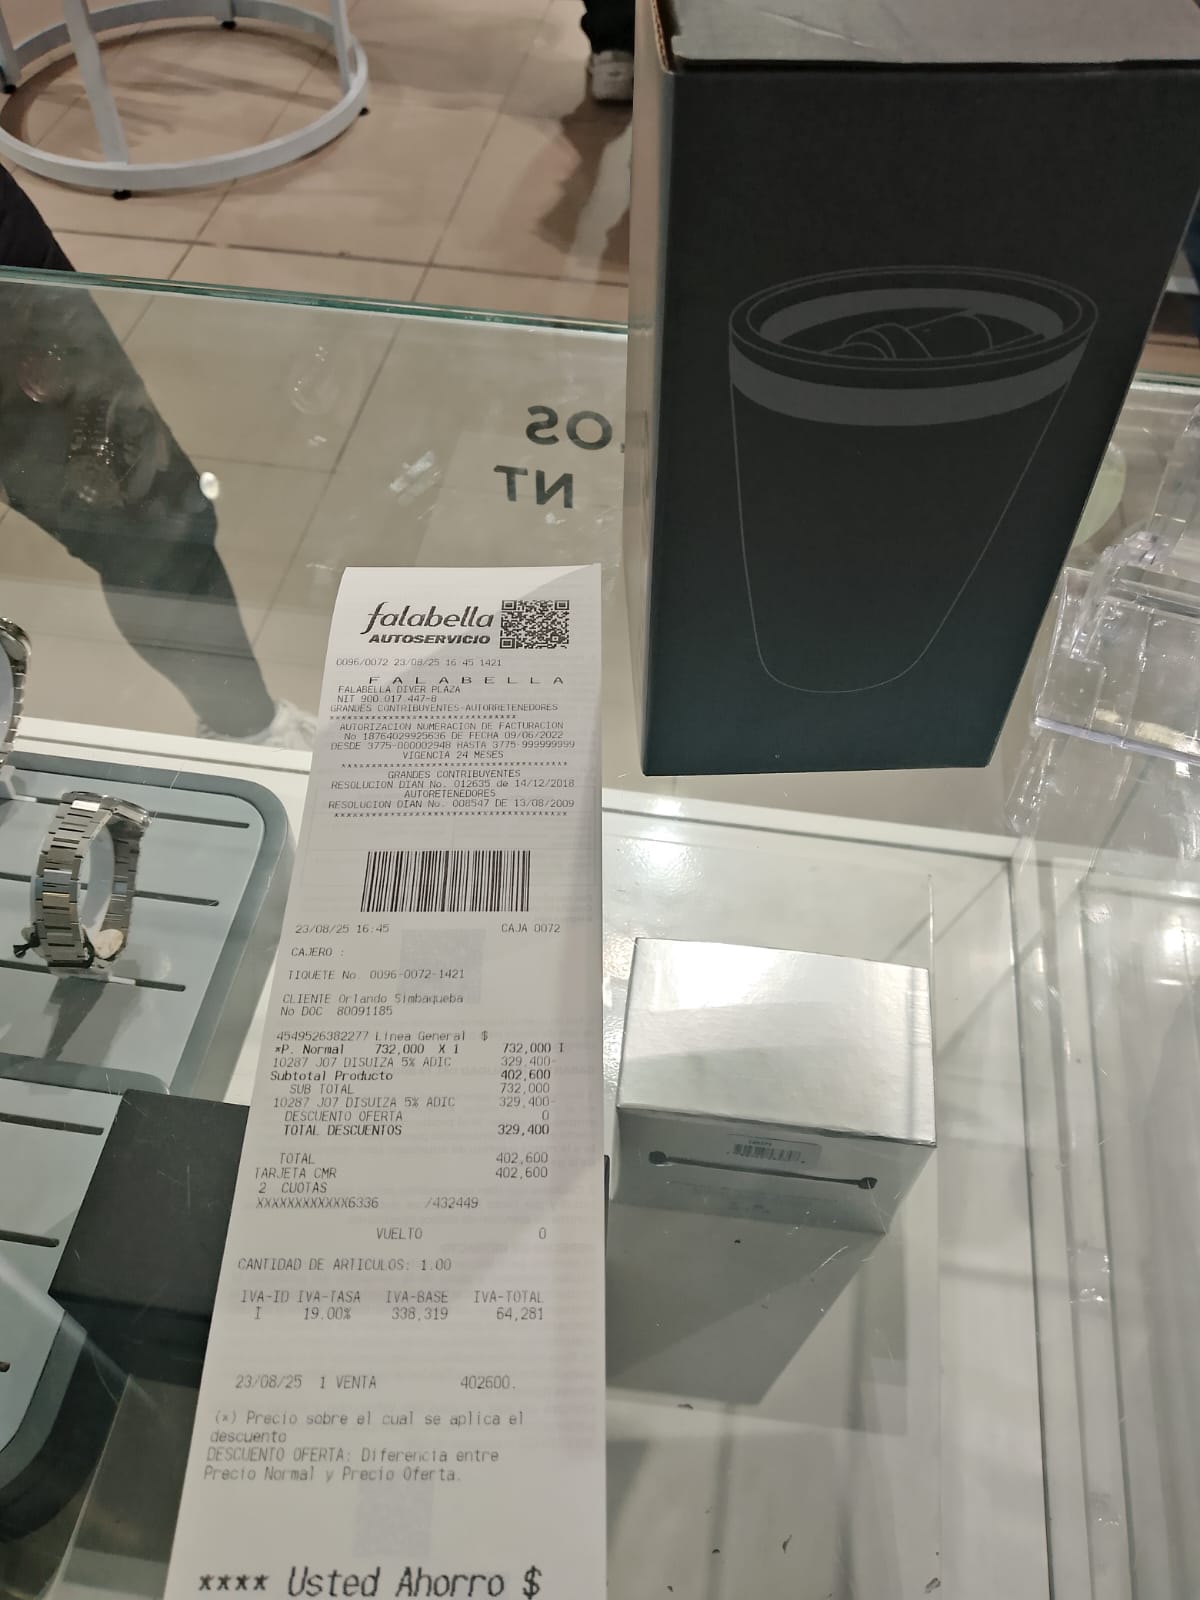 LOS
NT
falabella
AUTOSERVICIO
0096/0072 23/08/25 16 45 1421
F A L A B E L L A
FALABELLA DIVER PLAZA
NIT 900.017.447-8
GRANDES CONTRIBUYENTES-AUTORRETENEDORES
xxxxxxxxxxxxxxxxxxxxxxxxxxxxxxx
AUTORIZACION NUMERACION DE FACTURACION
No 18764029925636 DE FECHA 09/06/2022
DESDE 3775-000002948 HASTA 3775-999999999
VIGENCIA 24 MESES
xxxxxxxxxxxxxxxxxxxxxxxxxxxxxxxxxxxxxx
GRANDES CONTRIBUYENTES
RESOLUCION DIAN No. 012635 de 14/12/2018
AUTORETENEDORES
RESOLUCION DIAN No. 008547 DE 13/08/2009
xxxxxxxxxxxxxxxxxxxxxxxxxxxxxxxxxxxxxx
23/08/25 16:45 CAJA 0072
CAJERO :
TIQUETE No. 0096-0072-1421
CLIENTE Orlando Simbaqueba
No DOC 80091185
4549526382277 Linea General $
*P. Normal 732,000 X 1 732,000 I
10287 J07 DISUIZA 5% ADIC 329,400-
Subtotal Producto 402,600
SUB TOTAL 732,000
10287 J07 DISUIZA 5% ADIC 329,400-
DESCUENTO OFERTA 0
TOTAL DESCUENTOS 329,400
TOTAL 402,600
TARJETA CMR 402,600
2 CUOTAS
XXXXXXXXXXXX6336 /432449
VUELTO 0
CANTIDAD DE ARTICULOS: 1.00
IVA-ID IVA-TASA IVA-BASE IVA-TOTAL
I 19.00% 338,319 64,281
23/08/25 1 VENTA 402600.
(*) Precio sobre el cual se aplica el
descuento
DESCUENTO OFERTA: Diferencia entre
Precio Normal y Precio Oferta.
**** Usted Ahorro $